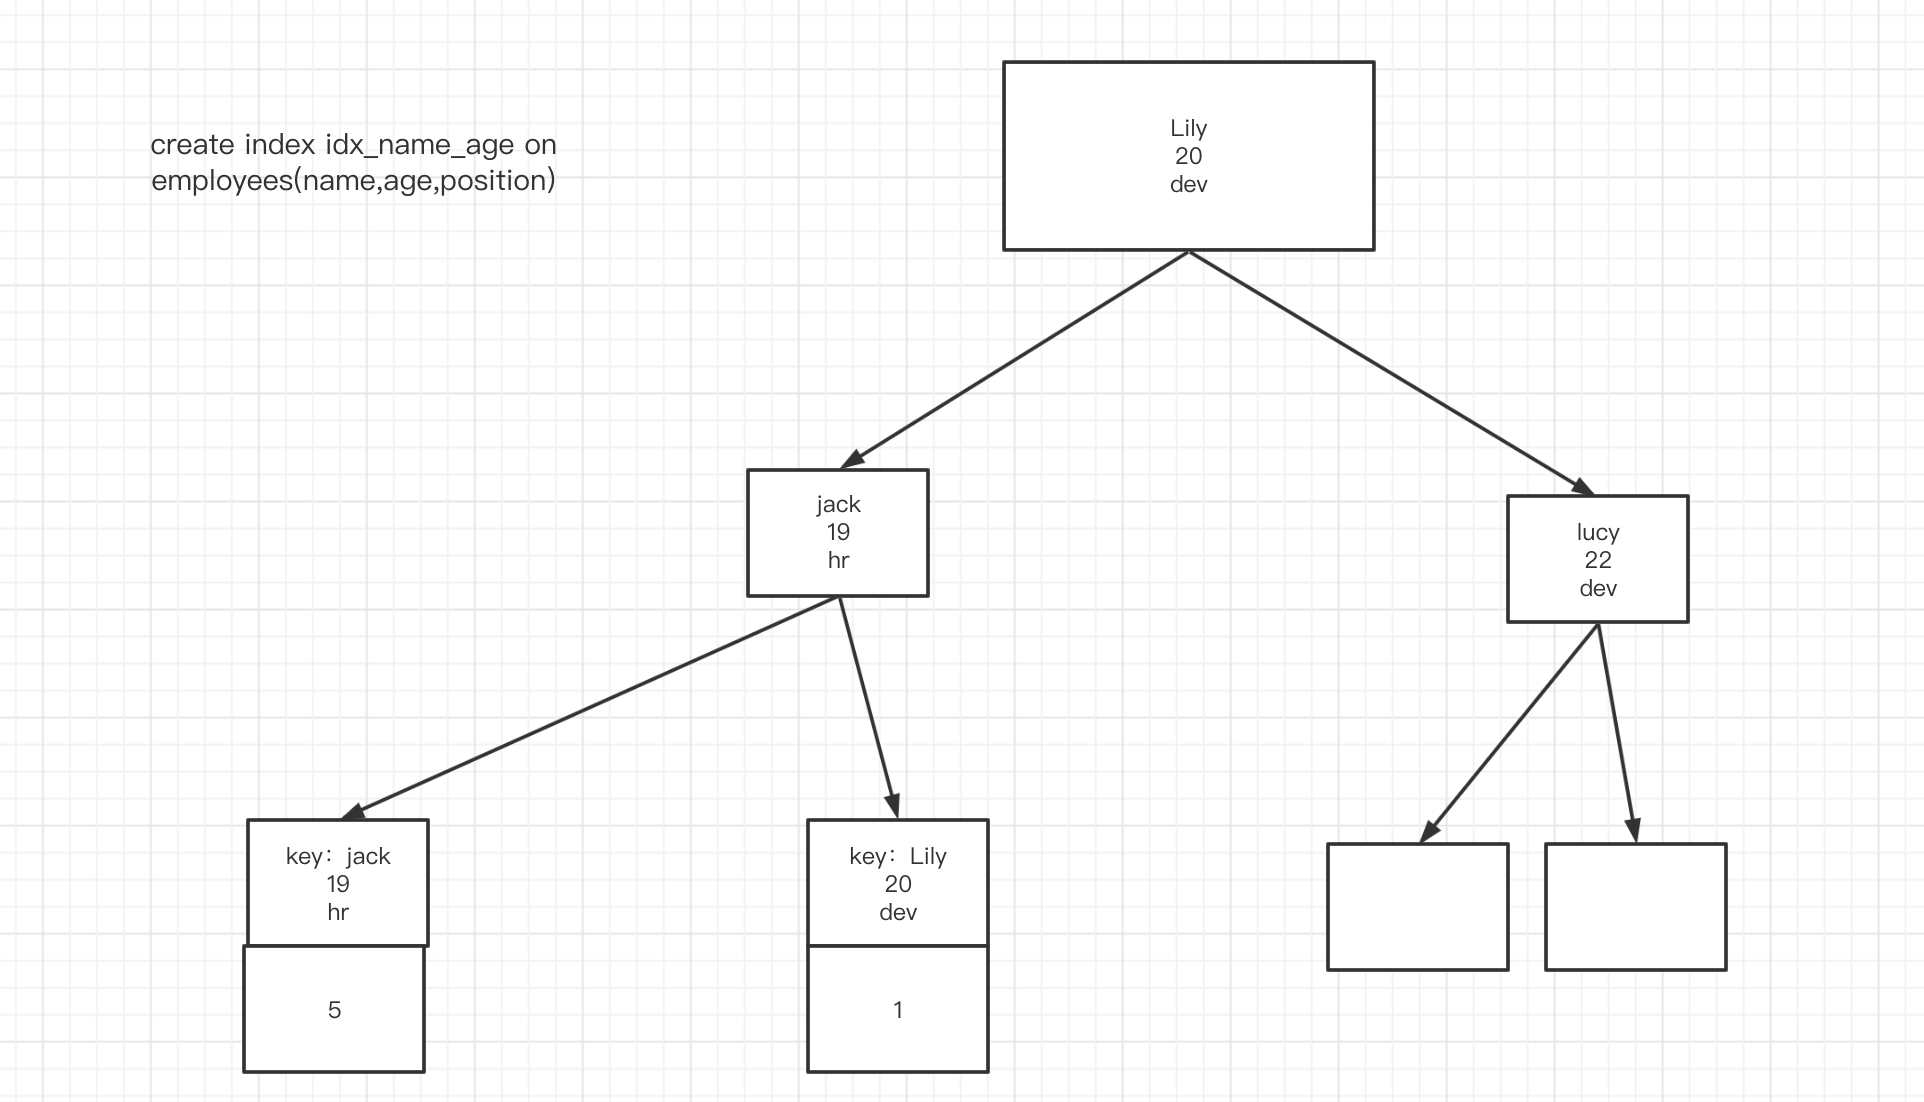 create index idx_name_age on
employees(name,age,position)
Lily
20
dev
jack
19
hr
lucy
22
dev
key：jack
19
hr
key：Lily
20
dev
5
1